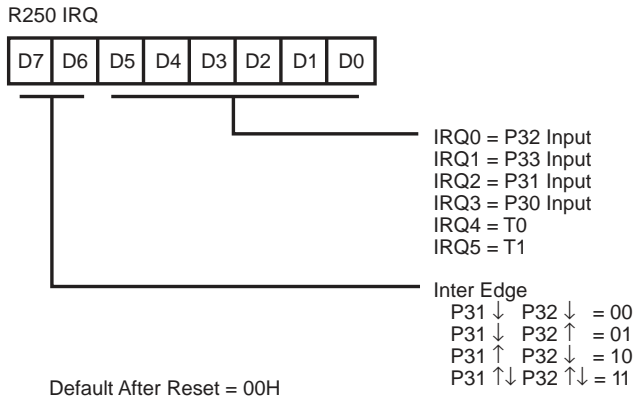 R250 IRQ
D7 D6 D5 D4 D3 D2 D1 D0
IRQ0 = P32 Input
IRQ1 = P33 Input
IRQ2 = P31 Input
IRQ3 = P30 Input
IRQ4 = T0
IRQ5 = T1
Inter Edge
P31 ↓ P32 ↓ = 00
P31 ↓ P32 ↑ = 01
P31 ↑ P32 ↓ = 10
P31 ↑↓ P32 ↑↓ = 11
Default After Reset = 00H